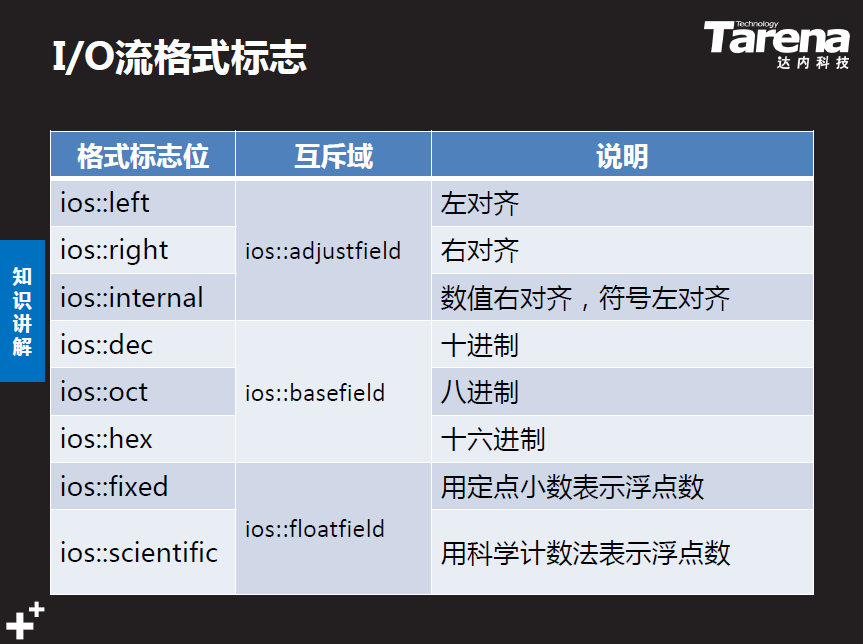 I/O流格式标志
Technology
Tarena
达内科技
格式标志位 互斥域 说明
ios::left ios::adjustfield 左对齐
ios::right 右对齐
ios::internal 数值右对齐，符号左对齐
ios::dec ios::basefield 十进制
ios::oct 八进制
ios::hex 十六进制
ios::fixed ios::floatfield 用定点小数表示浮点数
ios::scientific 用科学计数法表示浮点数
知识讲解